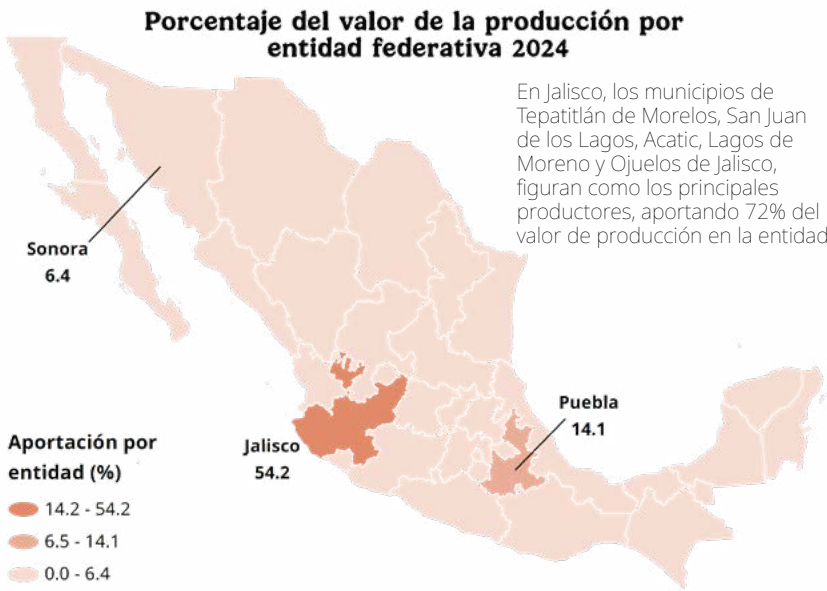 Porcentaje del valor de la producción por
entidad federativa 2024
En Jalisco, los municipios de
Tepatitlán de Morelos, San Juan
de los Lagos, Acatic, Lagos de
Moreno y Ojuelos de Jalisco,
figuran como los principales
productores, aportando 72% del
valor de producción en la entidad
Sonora
6.4
Puebla
14.1
Jalisco
54.2
Aportación por
entidad (%)
14.2 - 54.2
6.5 - 14.1
0.0 - 6.4